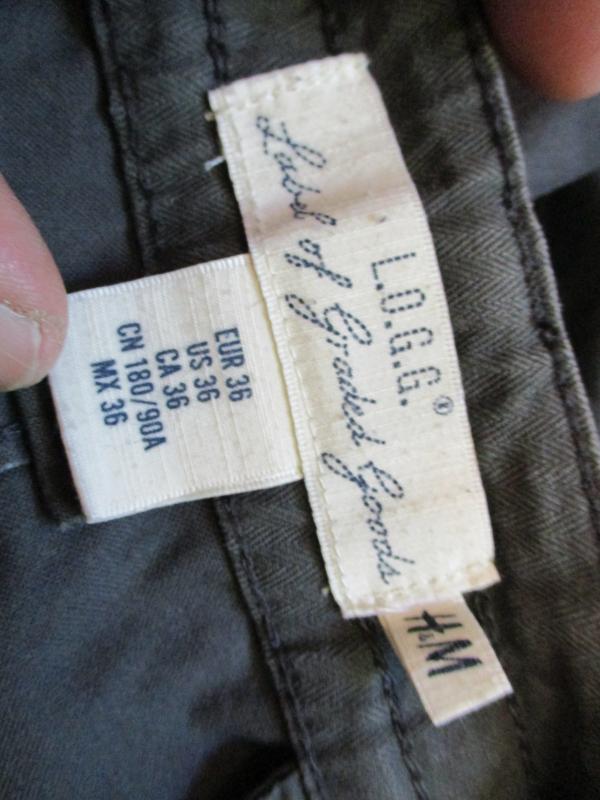 L.O.G.G.®
Label of Graded Goods
EUR 36
US 36
CA 36
CN 180/90A
MX 36
H&M